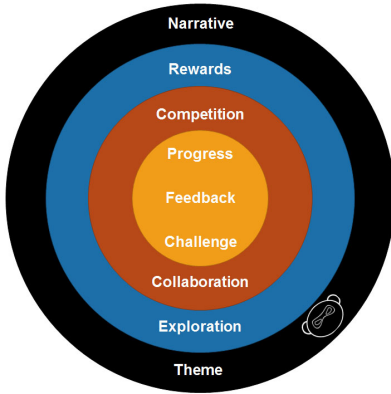 Narrative
Rewards
Competition
Progress
Feedback
Challenge
Collaboration
Exploration
Theme